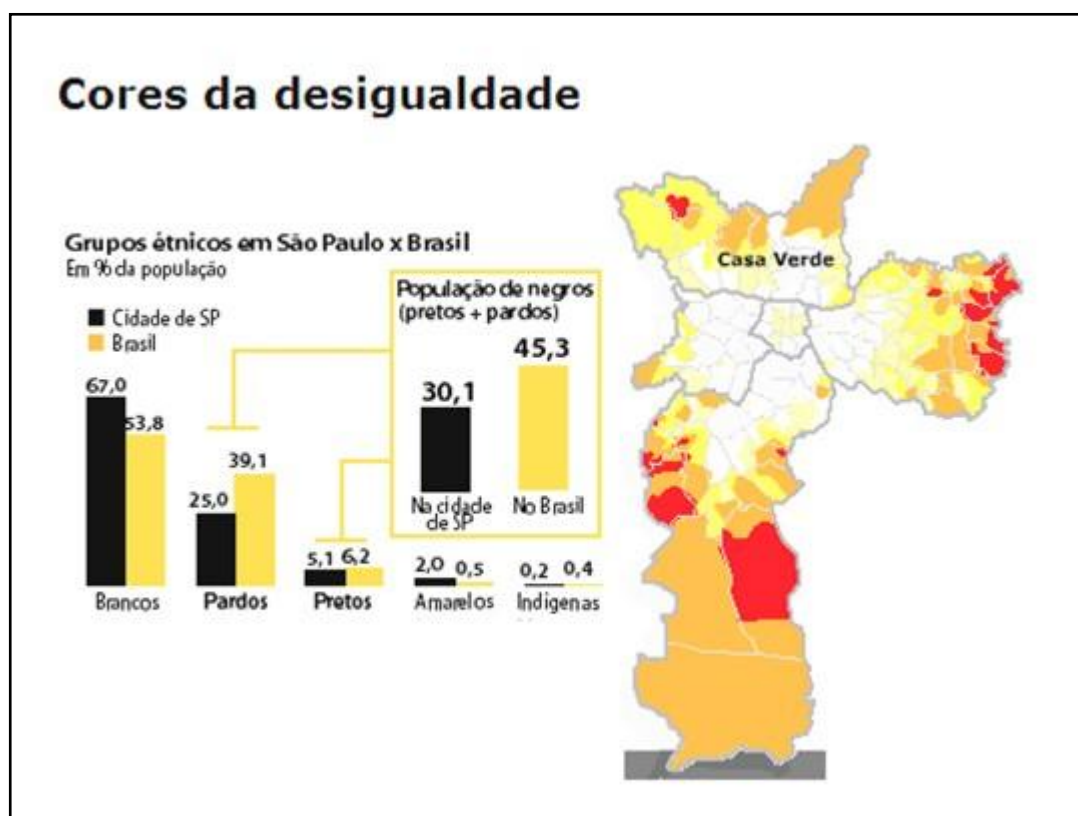 Cores da desigualdade
Grupos étnicos em São Paulo x Brasil
Em % da população
Cidade de SP
Brasil
População de negros
(pretos + pardos)
30,1
45,3
Na cidade
de SP
No Brasil
67,0
53,8
25,0
39,1
5,1
6,2
2,0
0,5
0,2
0,4
Brancos
Pardos
Pretos
Amarelos
Indígenas
Casa Verde